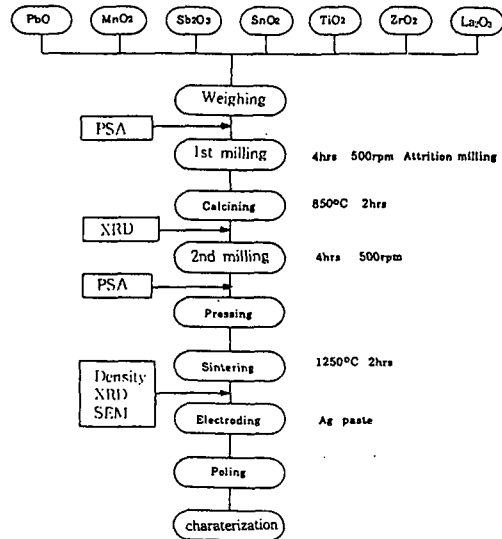 PbO MnO₂ Sb₂O₃ SnO₂ TiO₂ ZrO₂ La₂O₃
Weighing
PSA
1st milling 4hrs 500rpm Attrition milling
Calcining 850°C 2hrs
XRD
2nd milling 4hrs 500rpm
PSA
Pressing
Sintering 1250°C 2hrs
Density
XRD
SEM
Electroding Ag paste
Poling
charaterization